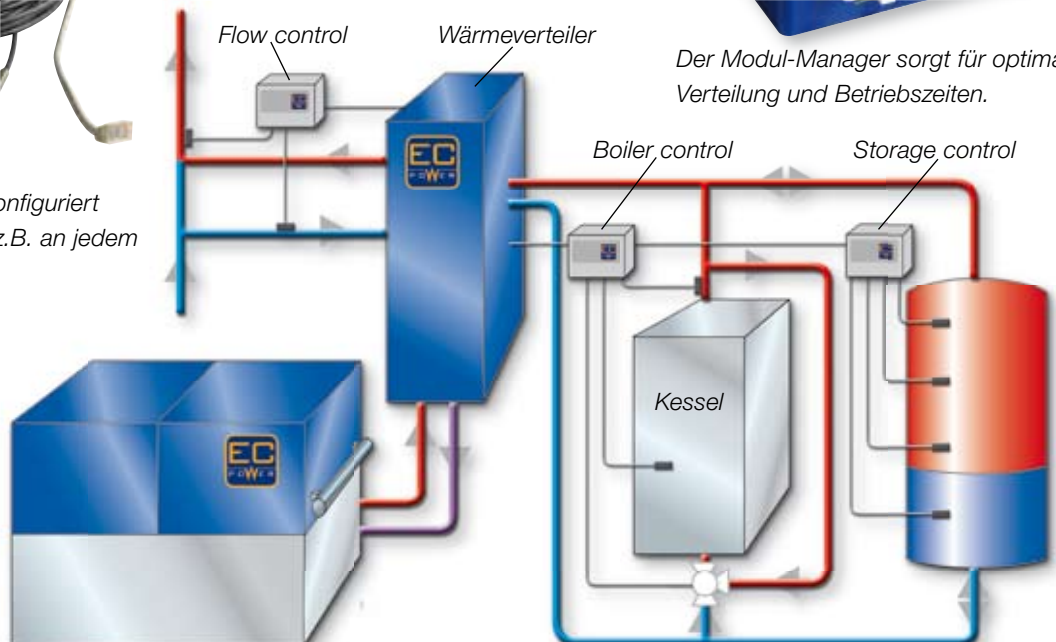 Flow control
Wärmeverteiler
Der Modul-Manager sorgt für optima
Verteilung und Betriebszeiten.
Boiler control
Storage control
onfiguriert
z.B. an jedem
EC
POWER
Kessel
EC
POWER